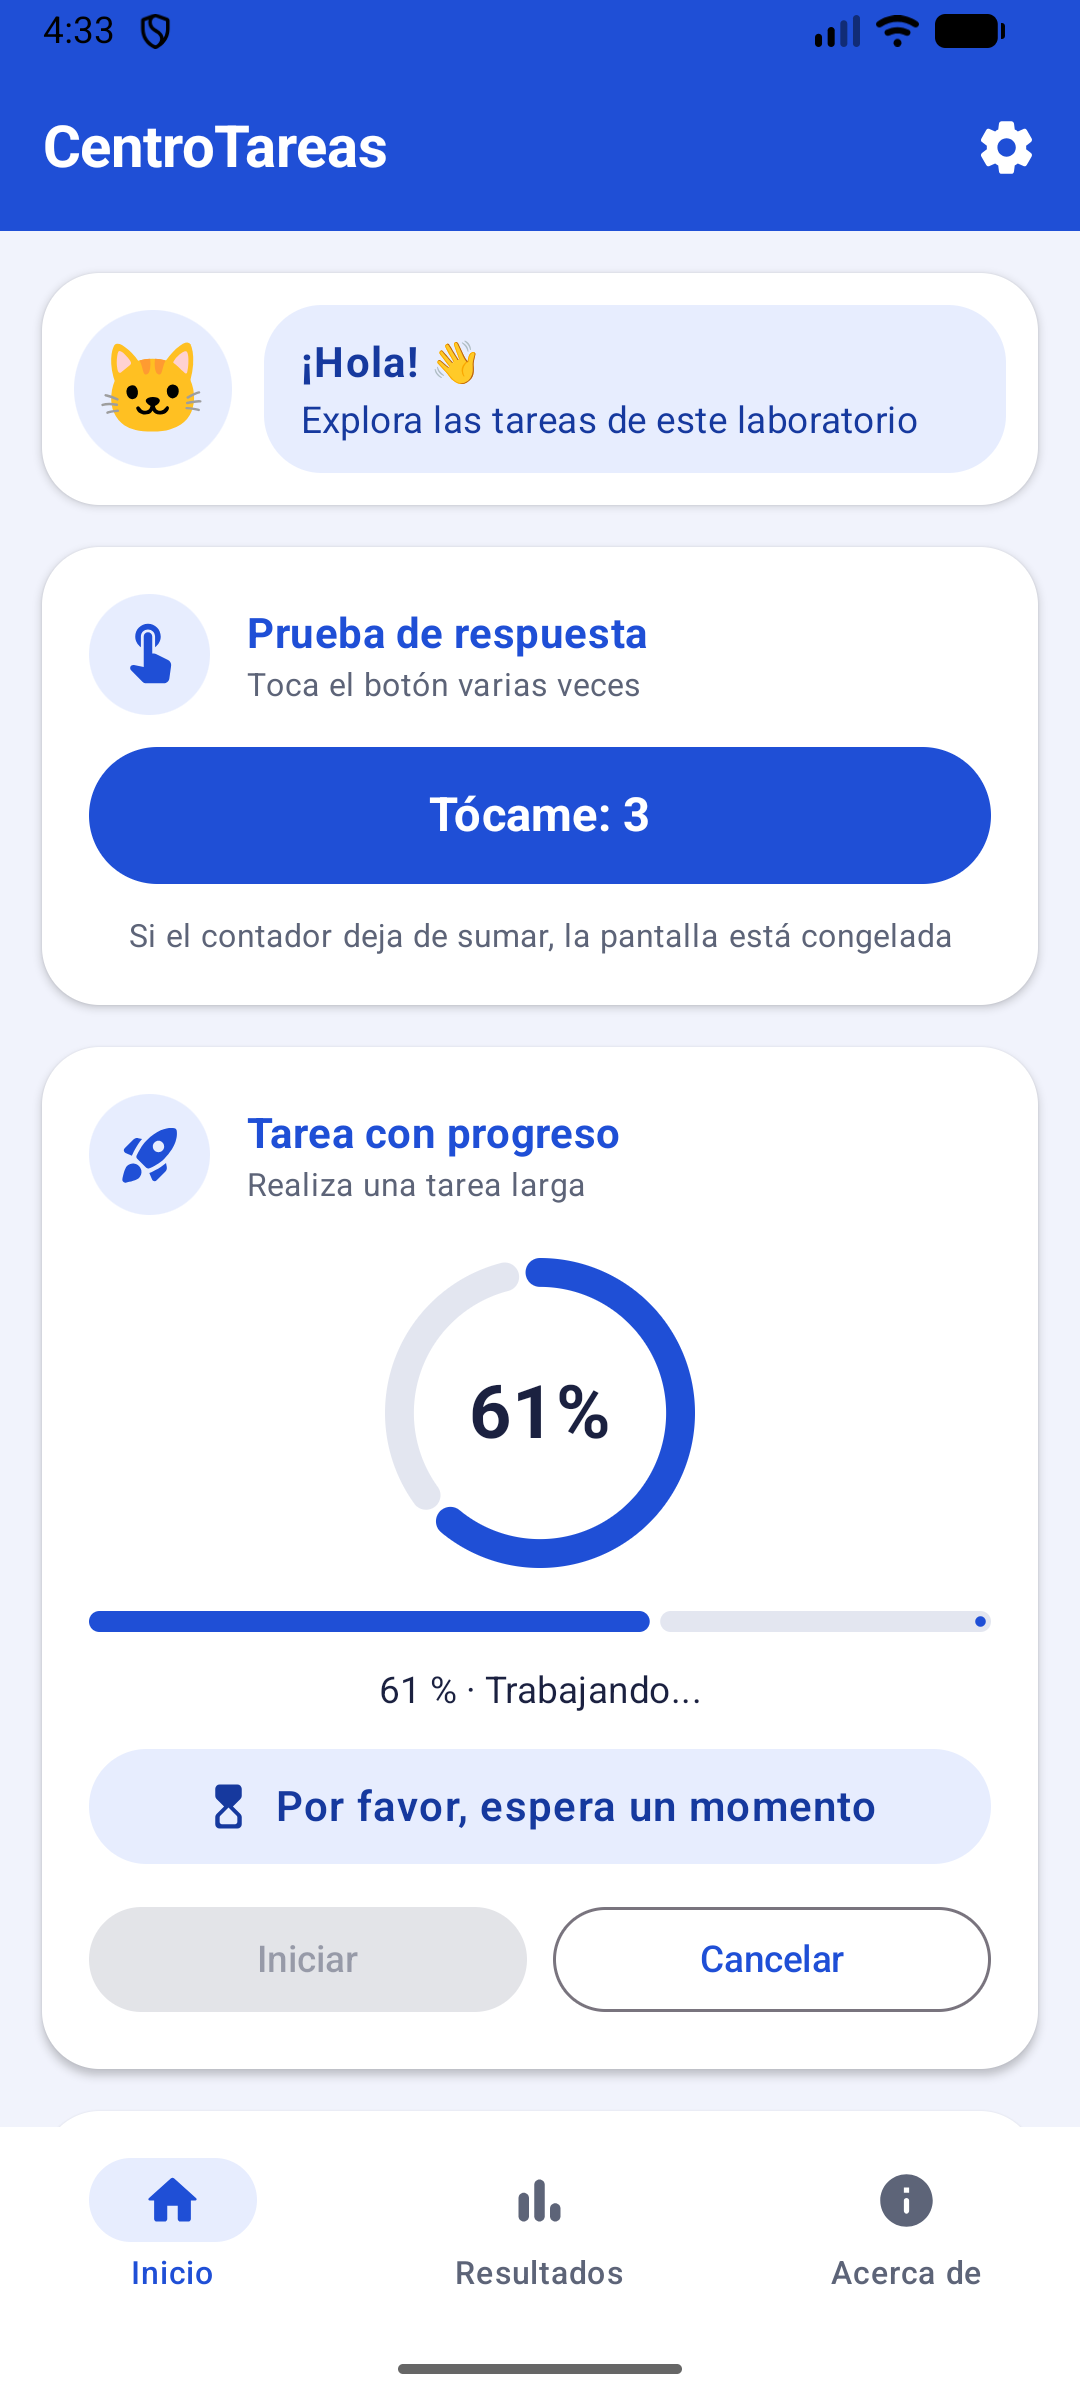 4:33
CentroTareas
¡Hola! 👋
Explora las tareas de este laboratorio
Prueba de respuesta
Toca el botón varias veces
Tócame: 3
Si el contador deja de sumar, la pantalla está congelada
Tarea con progreso
Realiza una tarea larga
61%
61 % · Trabajando...
Por favor, espera un momento
Iniciar
Cancelar
Inicio
Resultados
Acerca de